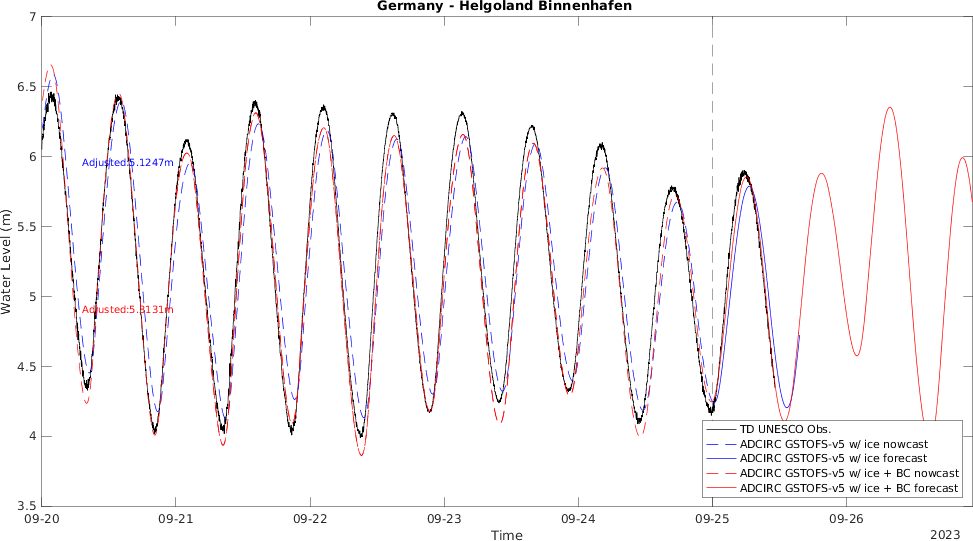 Germany - Helgoland Binnenhafen
Water Level (m)
7
6.5
6
5.5
5
4.5
4
3.5
Adjusted:5.1247m
Adjusted:5.3131m
TD UNESCO Obs.
ADCIRC GSTOFS-v5 w/ ice nowcast
ADCIRC GSTOFS-v5 w/ ice forecast
ADCIRC GSTOFS-v5 w/ ice + BC nowcast
ADCIRC GSTOFS-v5 w/ ice + BC forecast
09-20 09-21 09-22 09-23 09-24 09-25 09-26
Time
2023